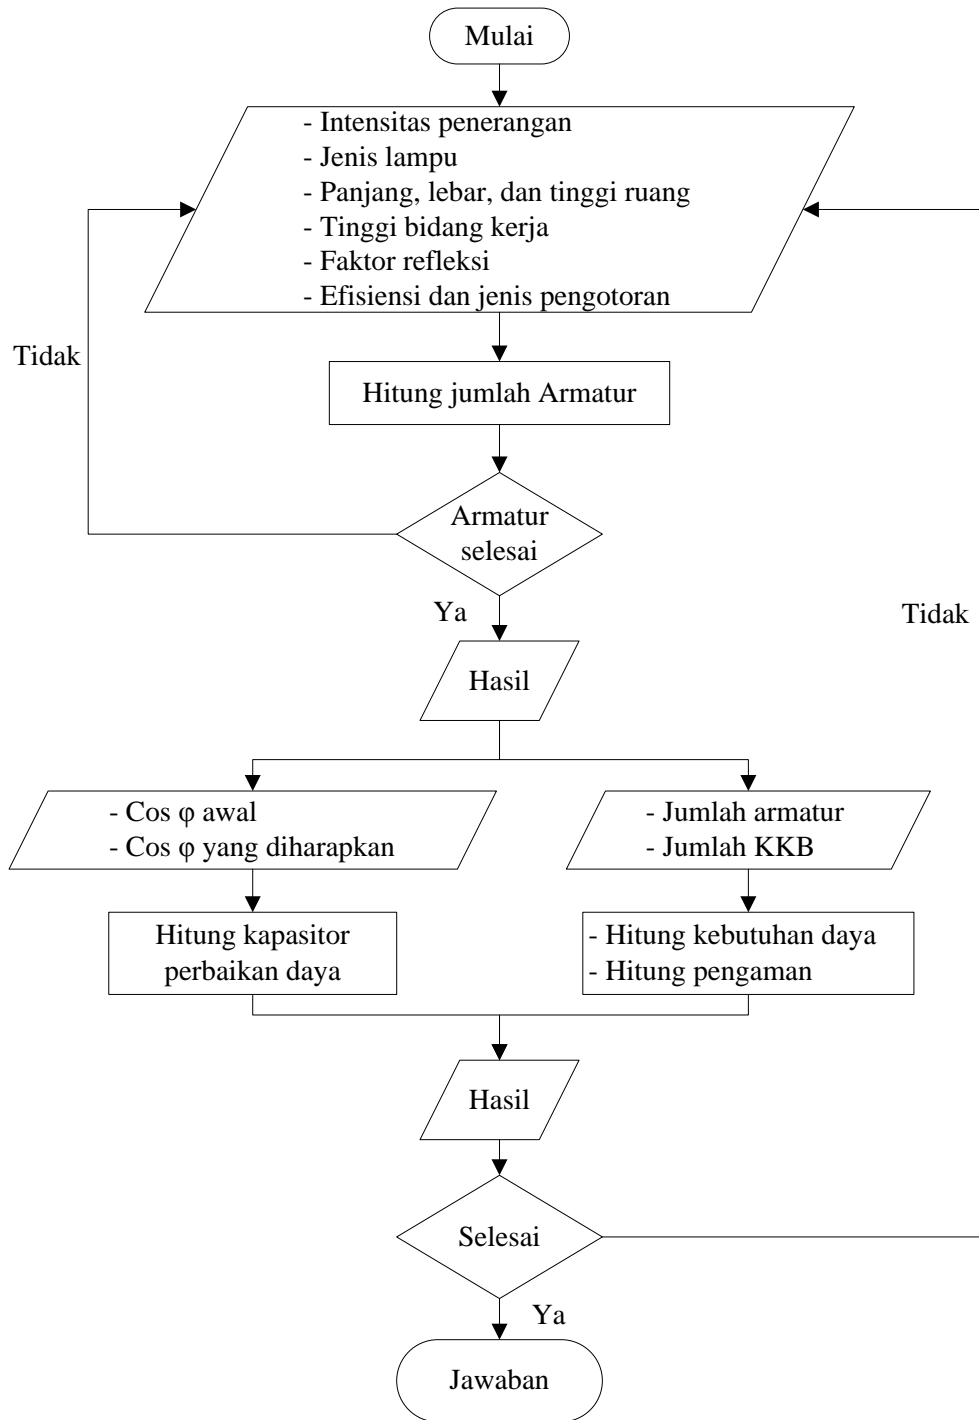 Mulai
- Intensitas penerangan
- Jenis lampu
- Panjang, lebar, dan tinggi ruang
- Tinggi bidang kerja
- Faktor refleksi
- Efisiensi dan jenis pengotoran
Tidak
Hitung jumlah Armatur
Armatur
selesai
Ya
Tidak
Hasil
- Cos φ awal
- Cos φ yang diharapkan
- Jumlah armatur
- Jumlah KKB
Hitung kapasitor
perbaikan daya
- Hitung kebutuhan daya
- Hitung pengaman
Hasil
Selesai
Ya
Jawaban